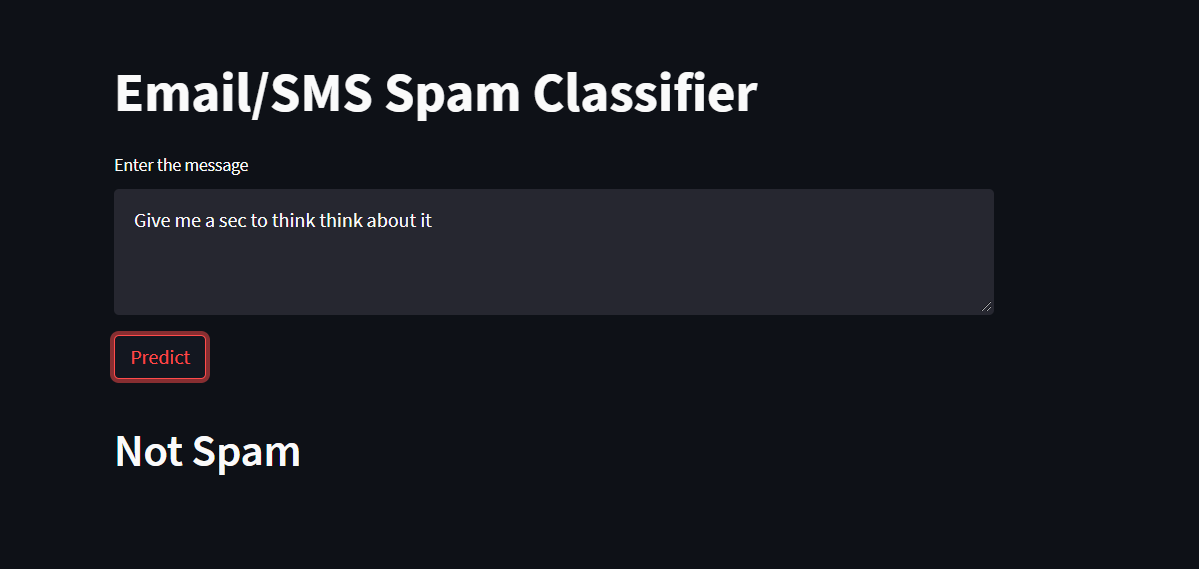 Email/SMS Spam Classifier
Enter the message
Give me a sec to think think about it
Predict
Not Spam